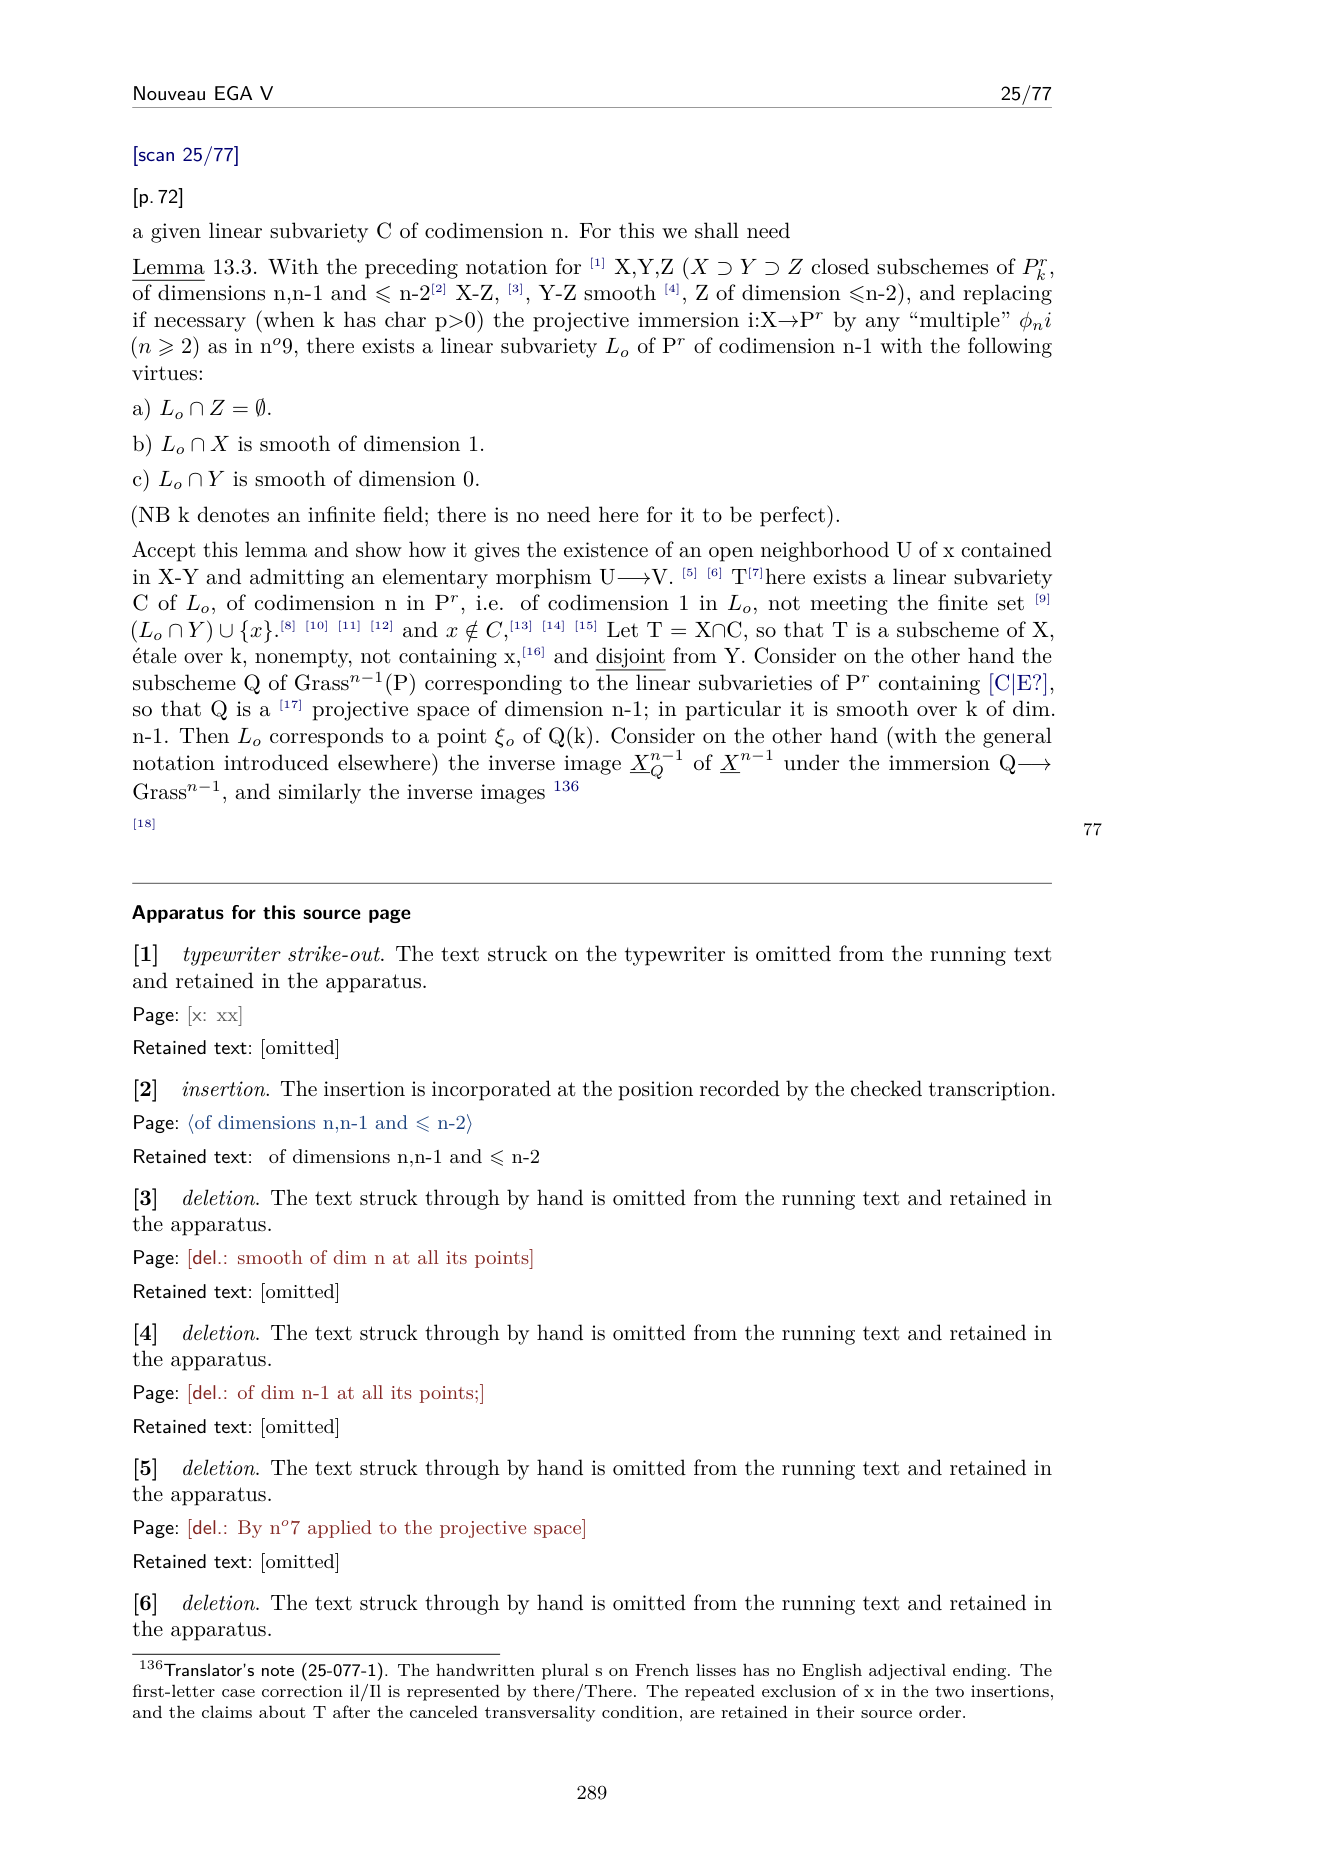 Nouveau EGA V 25/77
[scan 25/77]
[p. 72]
a given linear subvariety C of codimension n. For this we shall need
Lemma 13.3. With the preceding notation for [1] X,Y,Z (X ⊃ Y ⊃ Z closed subschemes of P^r_k,
of dimensions n,n-1 and ⩽ n-2[2] X-Z, [3], Y-Z smooth [4], Z of dimension ⩽n-2), and replacing
if necessary (when k has char p>0) the projective immersion i:X→P^r by any “multiple” ϕ_n i
(n ⩾ 2) as in n^o9, there exists a linear subvariety L_o of P^r of codimension n-1 with the following
virtues:
a) L_o ∩ Z = ∅.
b) L_o ∩ X is smooth of dimension 1.
c) L_o ∩ Y is smooth of dimension 0.
(NB k denotes an infinite field; there is no need here for it to be perfect).
Accept this lemma and show how it gives the existence of an open neighborhood U of x contained
in X-Y and admitting an elementary morphism U⟶V. [5] [6] T[7]here exists a linear subvariety
C of L_o, of codimension n in P^r, i.e. of codimension 1 in L_o, not meeting the finite set [9]
(L_o ∩ Y) ∪ {x}.[8] [10] [11] [12] and x ∉ C,[13] [14] [15] Let T = X∩C, so that T is a subscheme of X,
étale over k, nonempty, not containing x,[16] and disjoint from Y. Consider on the other hand the
subscheme Q of Grass^{n−1}(P) corresponding to the linear subvarieties of P^r containing [C|E?],
so that Q is a [17] projective space of dimension n-1; in particular it is smooth over k of dim.
n-1. Then L_o corresponds to a point ξ_o of Q(k). Consider on the other hand (with the general
notation introduced elsewhere) the inverse image X^{n−1}_Q of X^{n−1} under the immersion Q⟶
Grass^{n−1}, and similarly the inverse images 136
[18] 77
Apparatus for this source page
[1] typewriter strike-out. The text struck on the typewriter is omitted from the running text
and retained in the apparatus.
Page: [x: xx]
Retained text: [omitted]
[2] insertion. The insertion is incorporated at the position recorded by the checked transcription.
Page: ⟨of dimensions n,n-1 and ⩽ n-2⟩
Retained text: of dimensions n,n-1 and ⩽ n-2
[3] deletion. The text struck through by hand is omitted from the running text and retained in
the apparatus.
Page: [del.: smooth of dim n at all its points]
Retained text: [omitted]
[4] deletion. The text struck through by hand is omitted from the running text and retained in
the apparatus.
Page: [del.: of dim n-1 at all its points;]
Retained text: [omitted]
[5] deletion. The text struck through by hand is omitted from the running text and retained in
the apparatus.
Page: [del.: By n^o7 applied to the projective space]
Retained text: [omitted]
[6] deletion. The text struck through by hand is omitted from the running text and retained in
the apparatus.
136 Translator's note (25-077-1). The handwritten plural s on French lisses has no English adjectival ending. The
first-letter case correction il/Il is represented by there/There. The repeated exclusion of x in the two insertions,
and the claims about T after the canceled transversality condition, are retained in their source order.
289